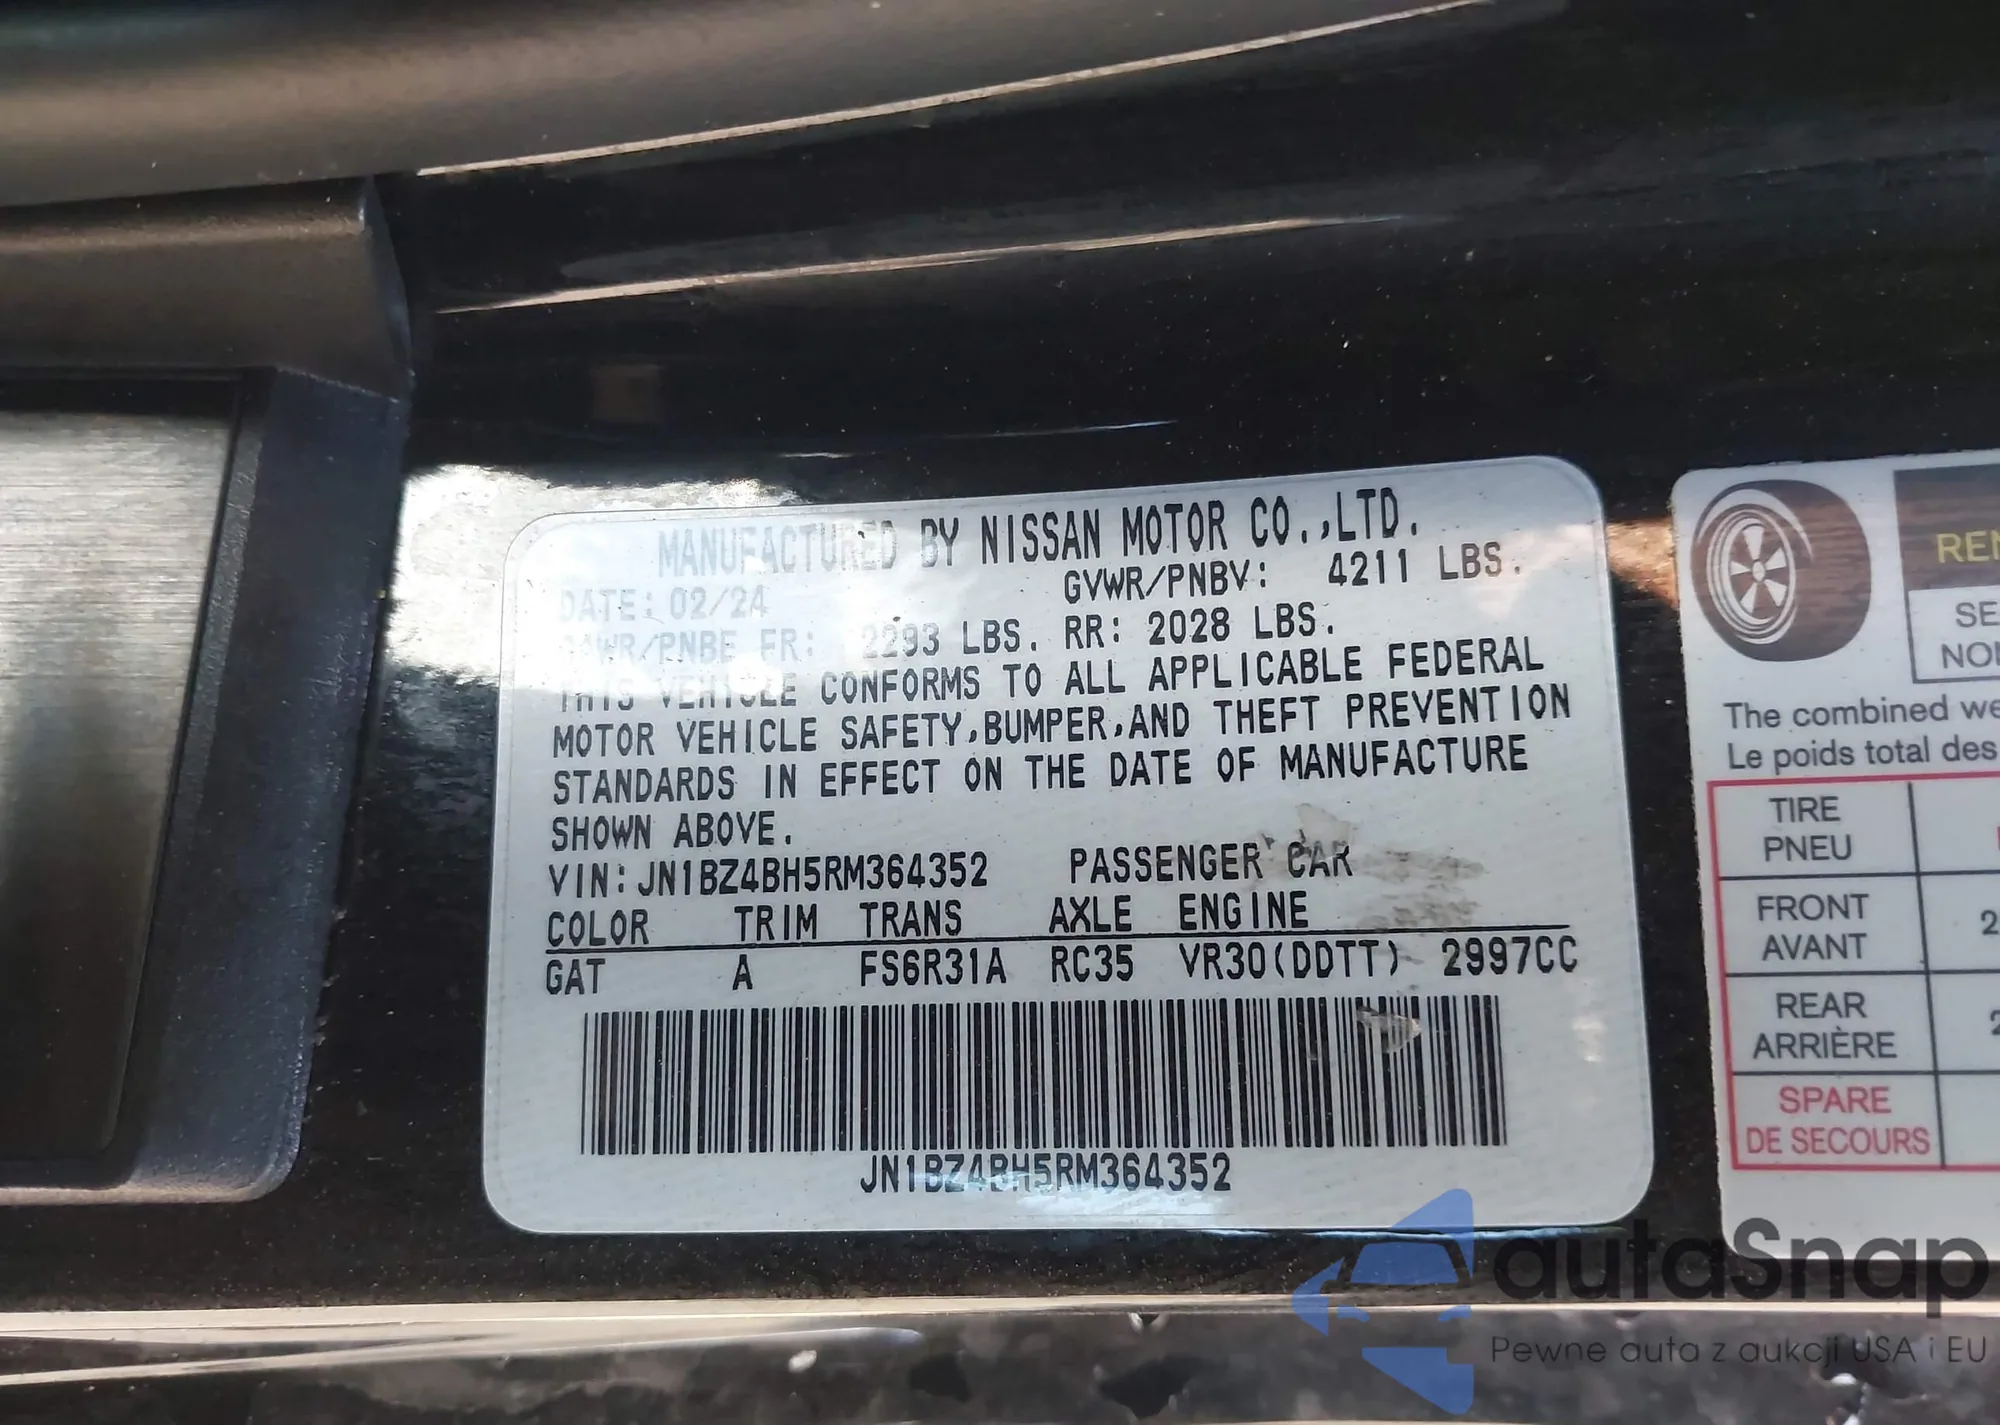 MANUFACTURED BY NISSAN MOTOR CO.,LTD.
DATE: 02/24 GVWR/PNBV: 4211 LBS.
GAWR/PNBE FR: 2293 LBS. RR: 2028 LBS.
THIS VEHICLE CONFORMS TO ALL APPLICABLE FEDERAL
MOTOR VEHICLE SAFETY,BUMPER,AND THEFT PREVENTION
STANDARDS IN EFFECT ON THE DATE OF MANUFACTURE
SHOWN ABOVE.
VIN:JN1BZ4BH5RM364352 PASSENGER CAR
COLOR TRIM TRANS AXLE ENGINE
GAT A FS6R31A RC35 VR30(DDTT) 2997CC
JN1BZ4BH5RM364352
The combined
Le poids total des
TIRE
PNEU
FRONT
AVANT
REAR
ARRIÈRE
SPARE
DE SECOURS
autaSnap
Pewne auta z aukcji USA i EU